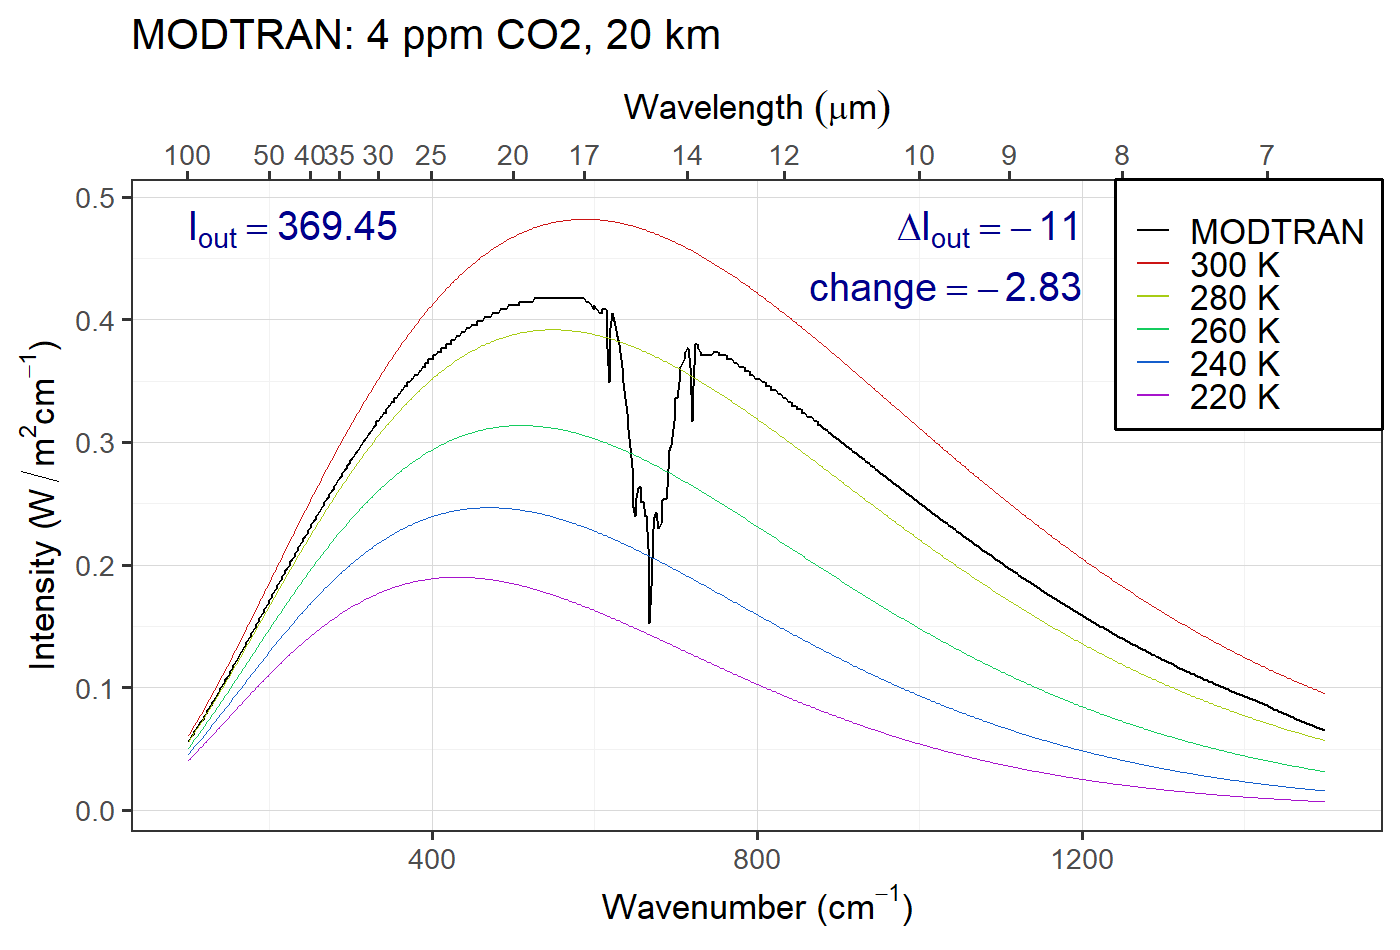 MODTRAN: 4 ppm CO2, 20 km
Wavelength (μm)
100 50 40 35 30 25 20 17 14 12 10 9 8 7
0.5
0.4
0.3
0.2
0.1
0.0
Intensity (W / m²cm⁻¹)
I_out = 369.45
ΔI_out = − 11
change = − 2.83
MODTRAN
300 K
280 K
260 K
240 K
220 K
400 800 1200
Wavenumber (cm⁻¹)